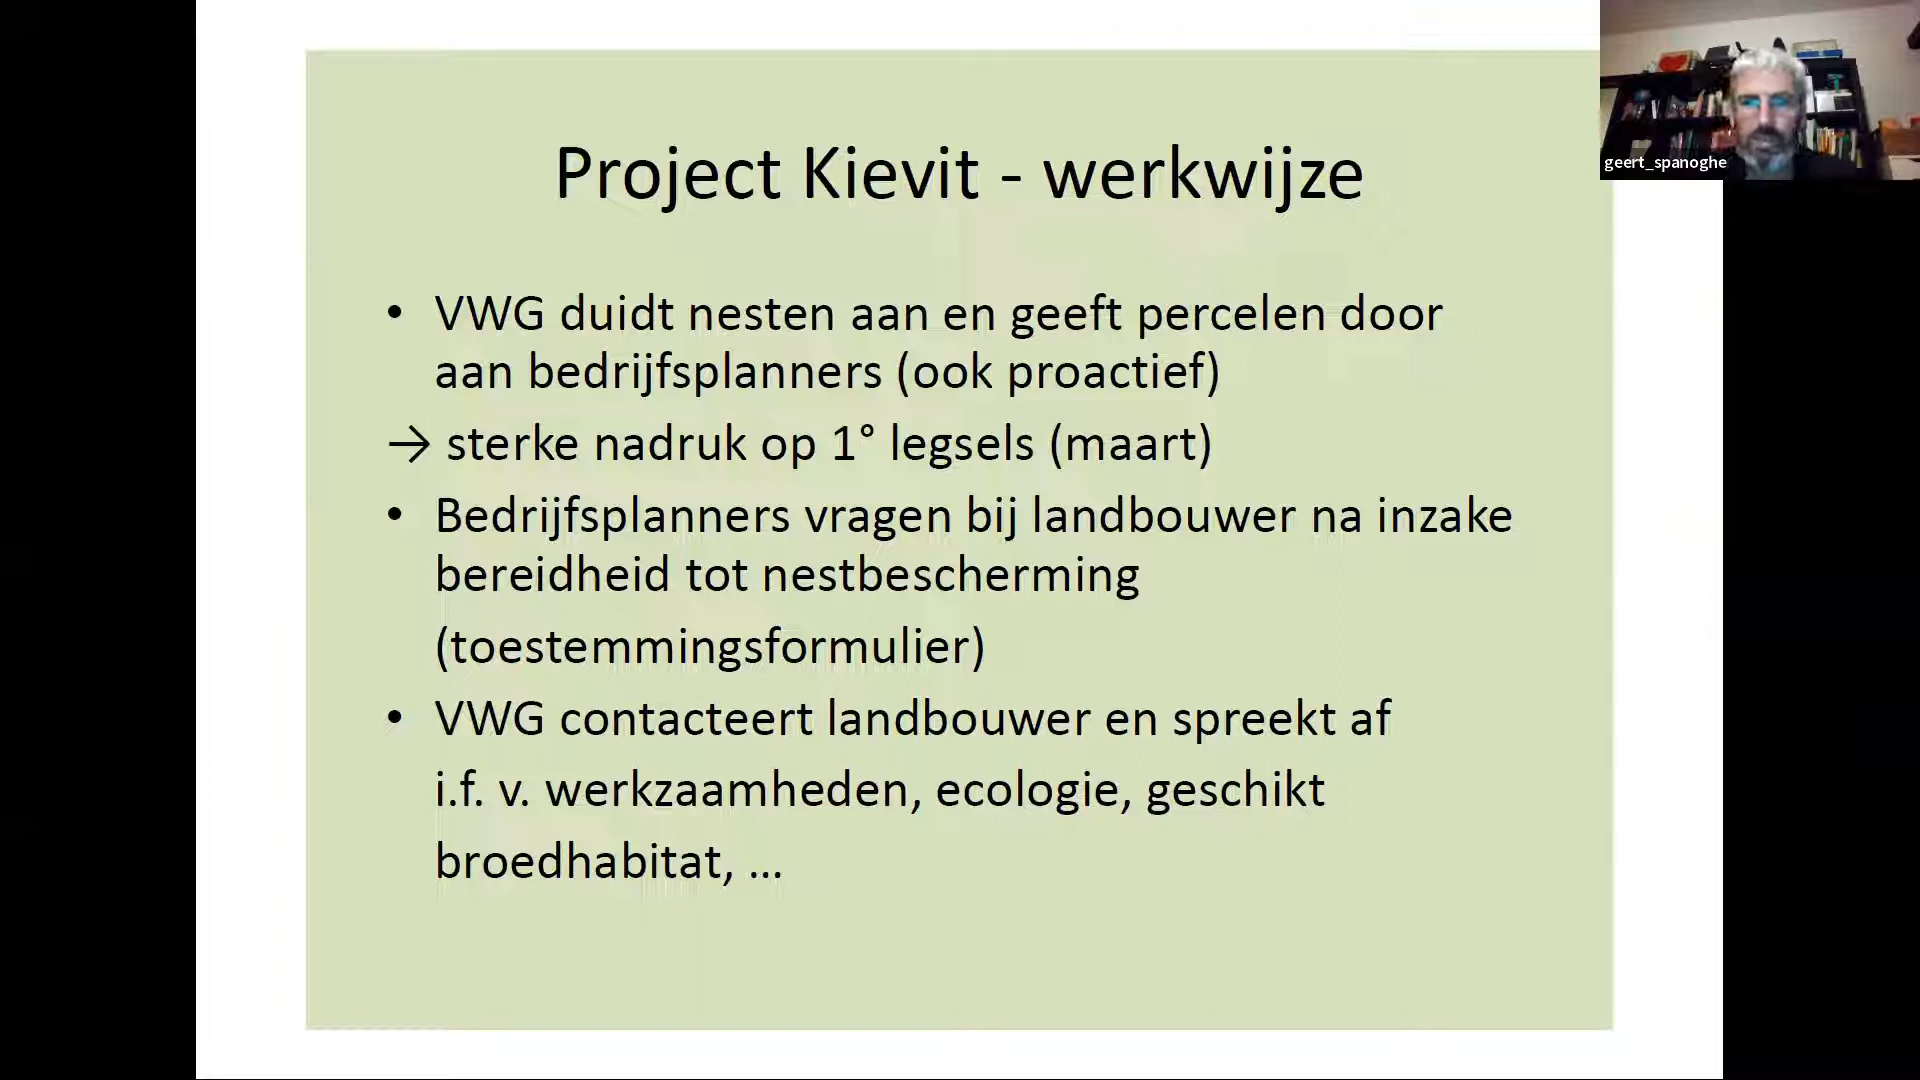 Project Kievit - werkwijze
• VWG duidt nesten aan en geeft percelen door
aan bedrijfsplanners (ook proactief)
→ sterke nadruk op 1° legsels (maart)
• Bedrijfsplanners vragen bij landbouwer na inzake
bereidheid tot nestbescherming
(toestemmingsformulier)
• VWG contacteert landbouwer en spreekt af
i.f. v. werkzaamheden, ecologie, geschikt
broedhabitat, ...
geert_spanoghe